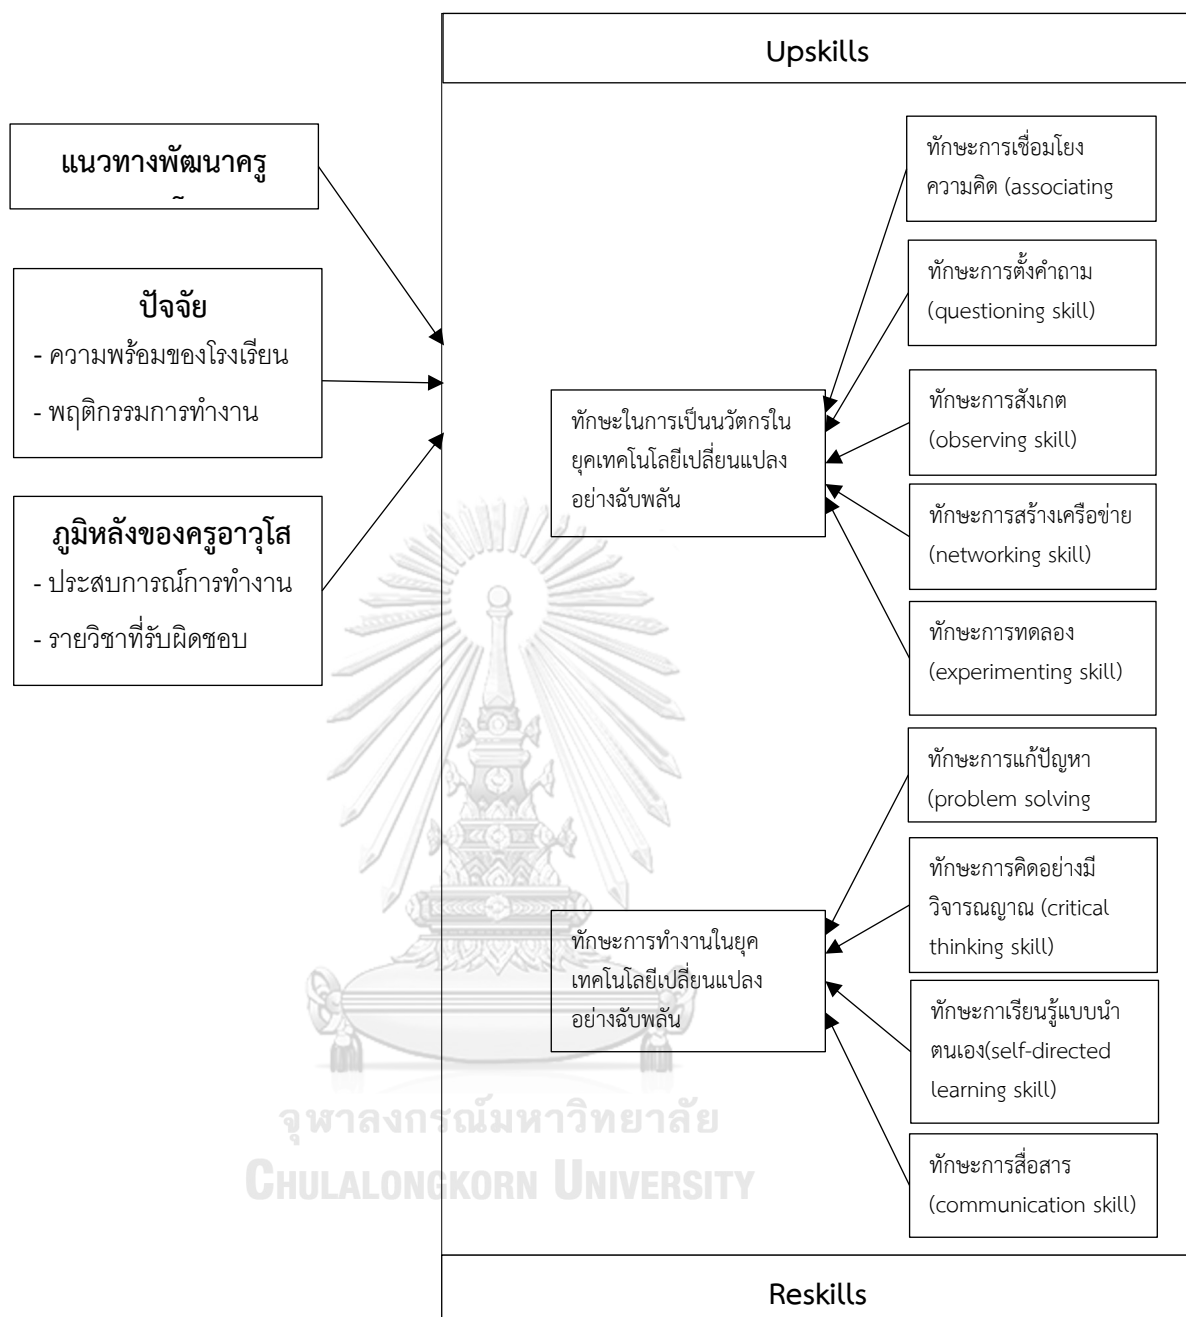 Upskills
แนวทางพัฒนาครู
ปัจจัย
- ความพร้อมของโรงเรียน
- พฤติกรรมการทำงาน
ภูมิหลังของครูอาวุโส
- ประสบการณ์การทำงาน
- รายวิชาที่รับผิดชอบ
ทักษะในการเป็นนวัตกรใน
ยุคเทคโนโลยีเปลี่ยนแปลง
อย่างฉับพลัน
ทักษะการเชื่อมโยง
ความคิด (associating
ทักษะการตั้งคำถาม
(questioning skill)
ทักษะการสังเกต
(observing skill)
ทักษะการสร้างเครือข่าย
(networking skill)
ทักษะการทดลอง
(experimenting skill)
ทักษะการทำงานในยุค
เทคโนโลยีเปลี่ยนแปลง
อย่างฉับพลัน
ทักษะการแก้ปัญหา
(problem solving
ทักษะการคิดอย่างมี
วิจารณญาณ (critical
thinking skill)
ทักษะกาเรียนรู้แบบนำ
ตนเอง(self-directed
learning skill)
ทักษะการสื่อสาร
(communication skill)
จุฬาลงกรณ์มหาวิทยาลัย
CHULALONGKORN UNIVERSITY
Reskills